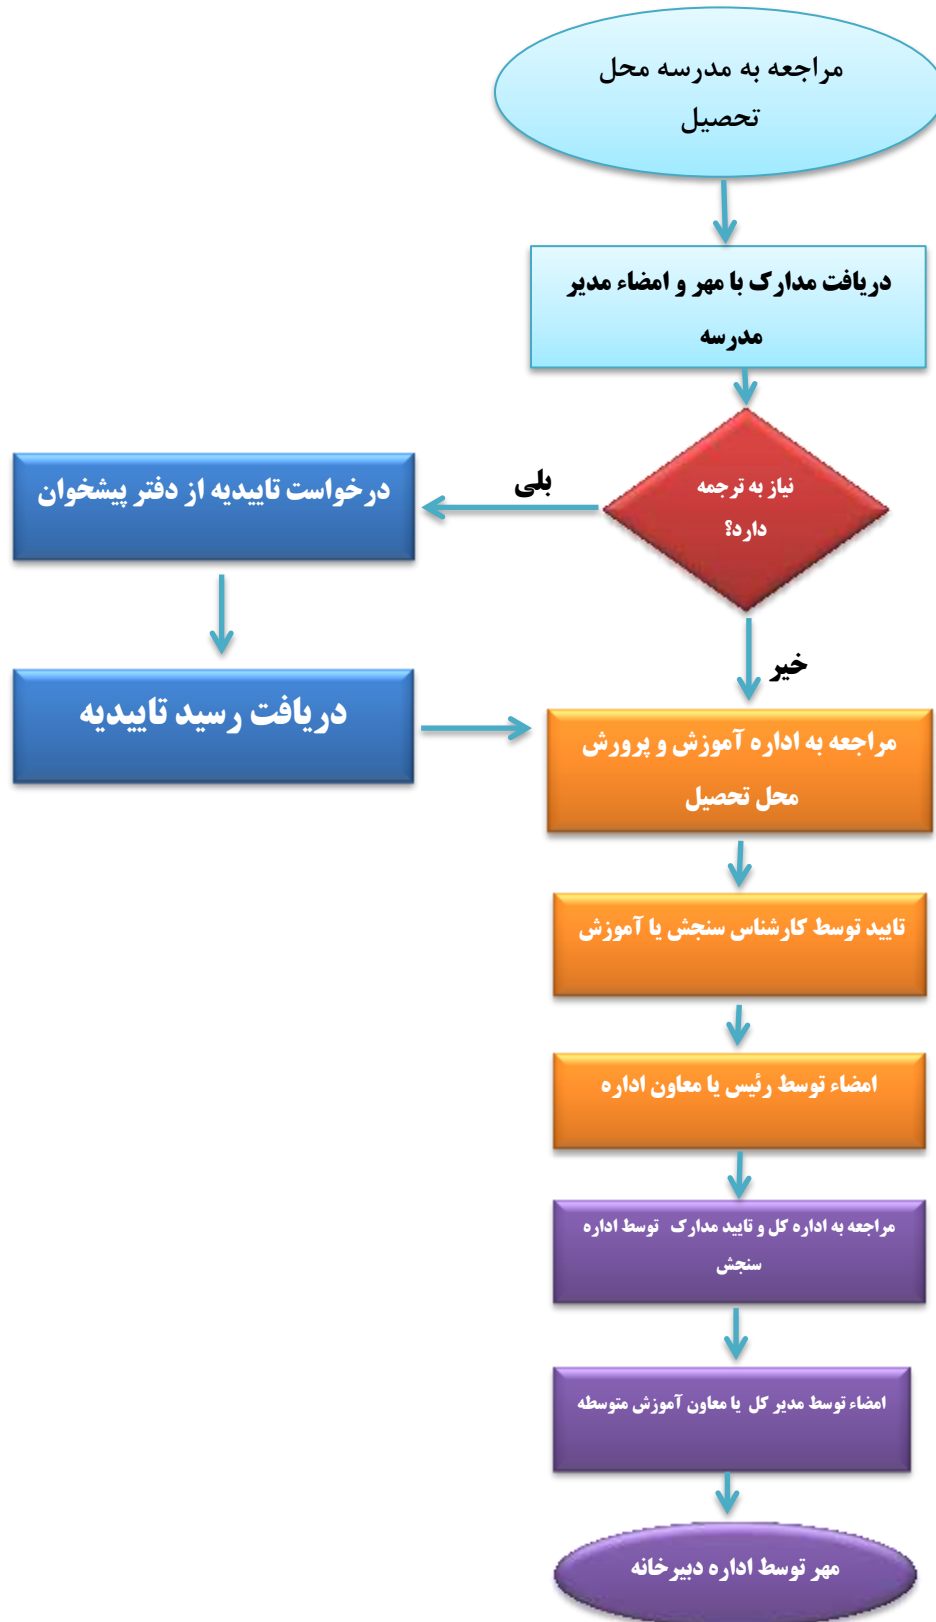 مراجعه به مدرسه محل
تحصیل
دریافت مدارک با مهر و امضاء مدیر
مدرسه
نیاز به ترجمه
دارد؟
بلی
درخواست تاییدیه از دفتر پیشخوان
دریافت رسید تاییدیه
خیر
مراجعه به اداره آموزش و پرورش
محل تحصیل
تایید توسط کارشناس سنجش یا آموزش
امضاء توسط رئیس یا معاون اداره
مراجعه به اداره کل و تایید مدارک توسط اداره
سنجش
امضاء توسط مدیر کل یا معاون آموزش متوسطه
مهر توسط اداره دبیرخانه